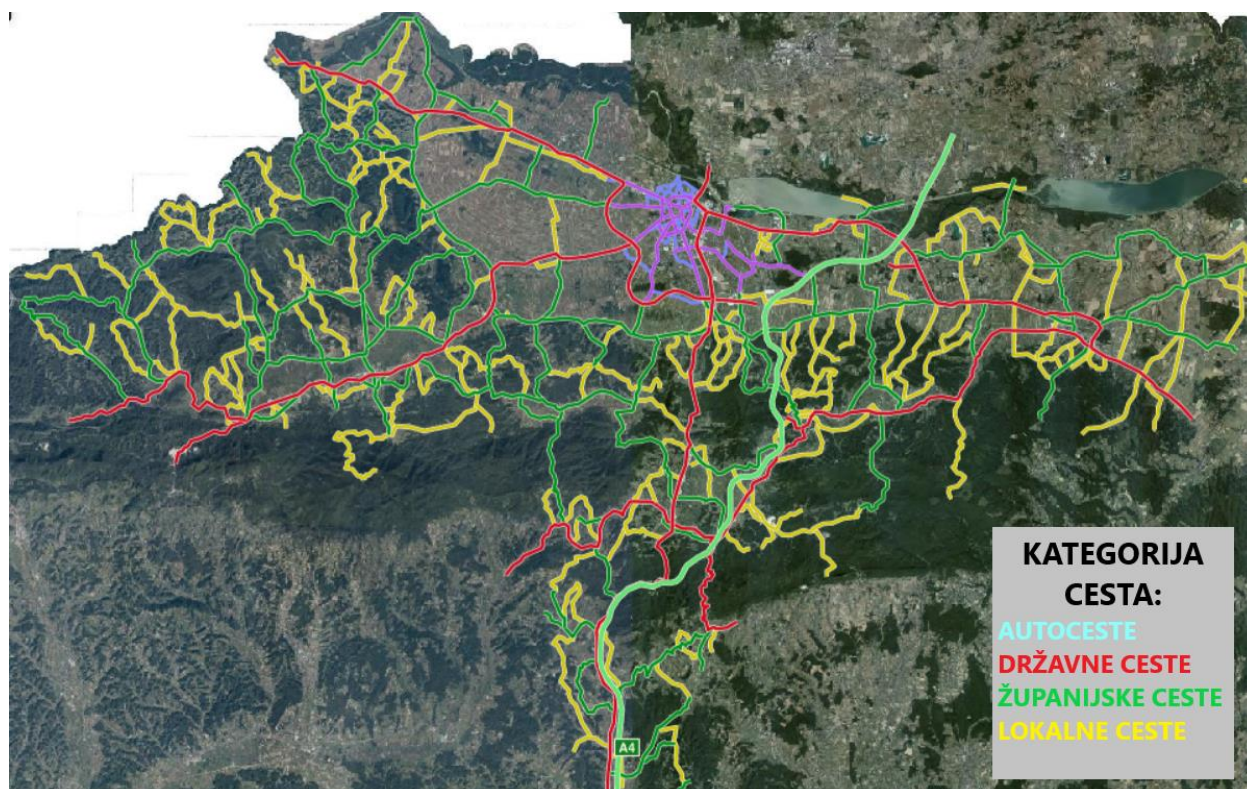 KATEGORIJA
CESTA:
AUTOCESTE
DRŽAVNE CESTE
ŽUPANIJSKE CESTE
LOKALNE CESTE
A4